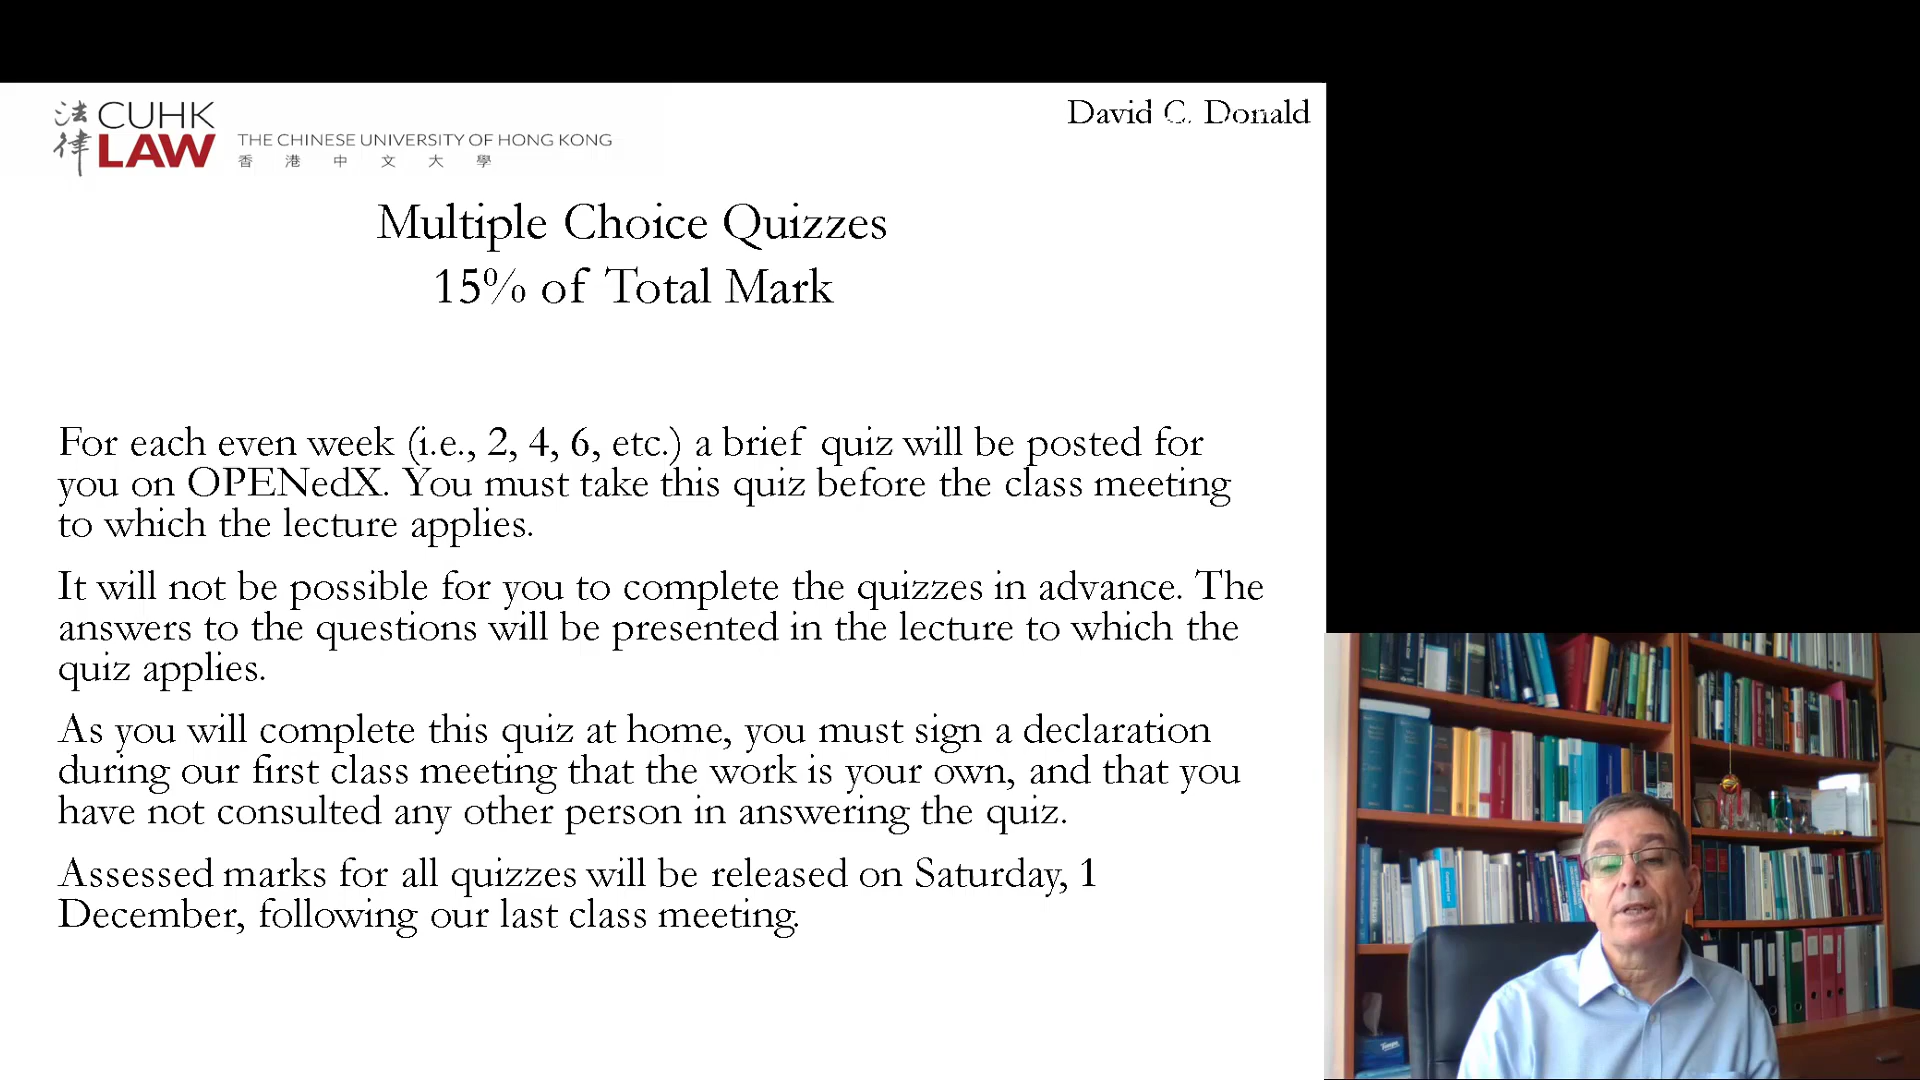 法律 CUHK LAW
THE CHINESE UNIVERSITY OF HONG KONG
香港中文大學
David C. Donald
Multiple Choice Quizzes
15% of Total Mark
For each even week (i.e., 2, 4, 6, etc.) a brief quiz will be posted for
you on OPENedX. You must take this quiz before the class meeting
to which the lecture applies.
It will not be possible for you to complete the quizzes in advance. The
answers to the questions will be presented in the lecture to which the
quiz applies.
As you will complete this quiz at home, you must sign a declaration
during our first class meeting that the work is your own, and that you
have not consulted any other person in answering the quiz.
Assessed marks for all quizzes will be released on Saturday, 1
December, following our last class meeting.